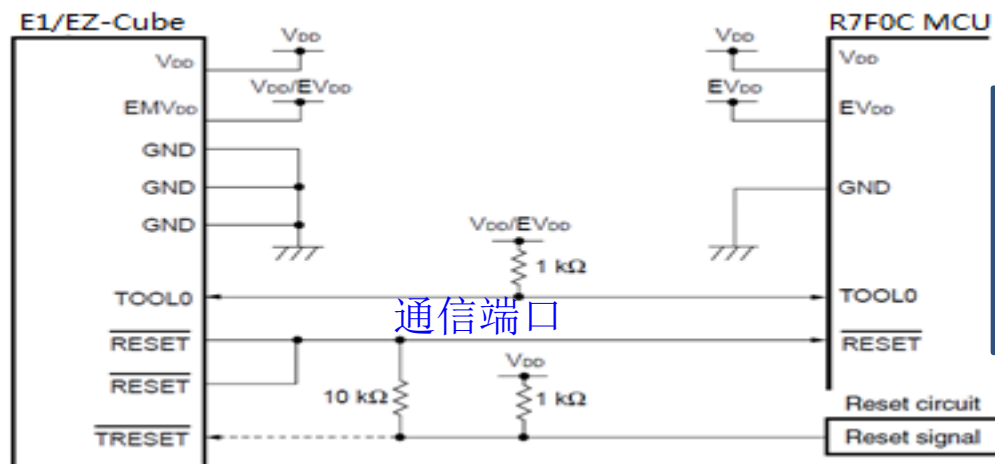 E1/EZ-Cube
R7F0C MCU
VDD
VDD
VDD
VDD
EMVDD
VDD/EVDD
EVDD
EVDD
GND
GND
GND
GND
VDD/EVDD
1 kΩ
TOOL0
通信端口
TOOL0
RESET
RESET
RESET
VDD
10 kΩ
1 kΩ
TRESET
Reset circuit
Reset signal